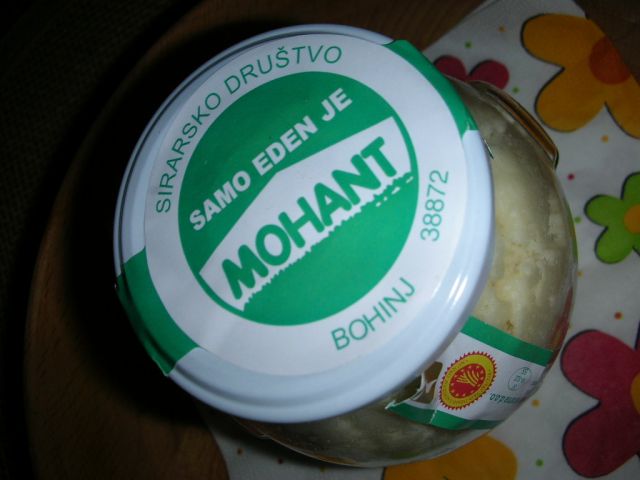 SIRARSKO DRUŠTVO
SAMO EDEN JE
MOHANT
BOHINJ
38872